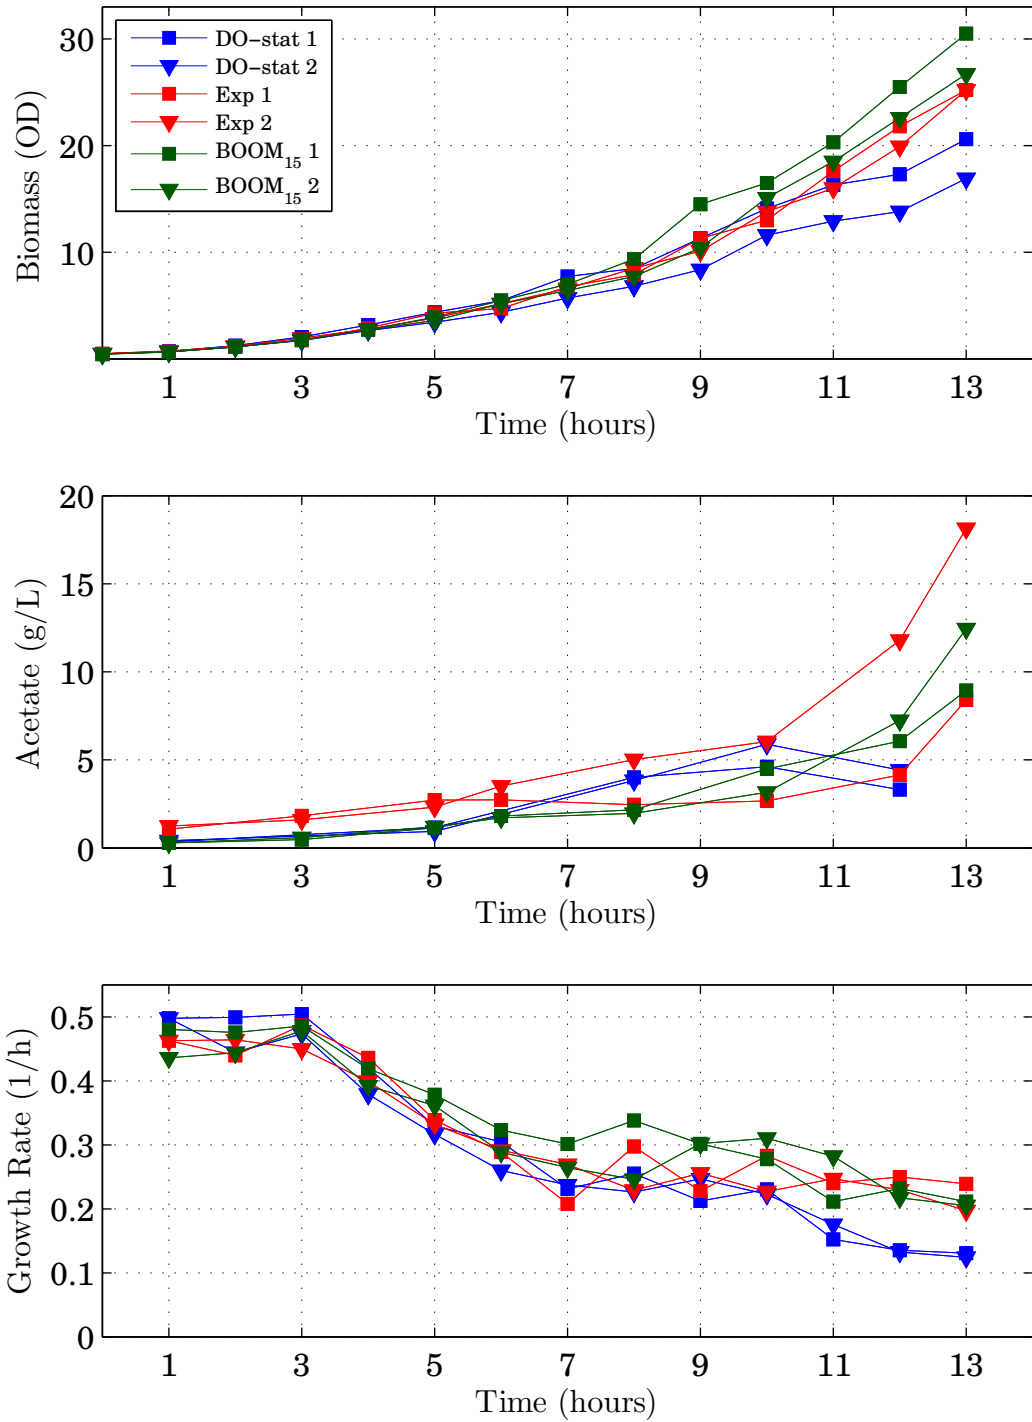 30
20
10
Biomass (OD)
DO-stat 1
DO-stat 2
Exp 1
Exp 2
BOOM₁₅ 1
BOOM₁₅ 2
1 3 5 7 9 11 13
Time (hours)
20
15
10
5
0
Acetate (g/L)
1 3 5 7 9 11 13
Time (hours)
0.5
0.4
0.3
0.2
0.1
0
Growth Rate (1/h)
1 3 5 7 9 11 13
Time (hours)